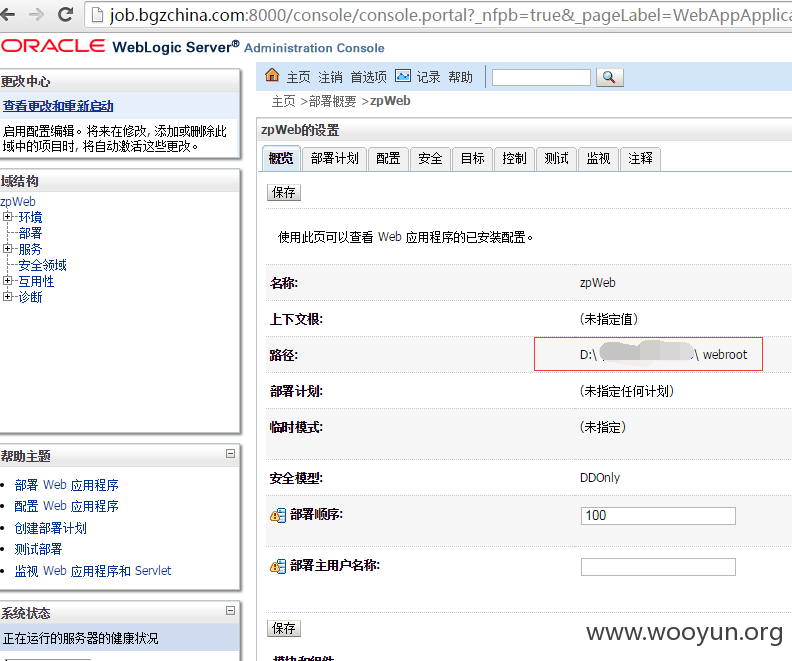 job.bgzchina.com:8000/console/console.portal?_nfpb=true&_pageLabel=WebAppApplica
ORACLE WebLogic Server® Administration Console
更改中心
查看更改和重新启动
启用配置编辑。将来在修改, 添加或删除此
域中的项目时, 将自动激活这些更改。
域结构
zpWeb
环境
部署
服务
安全领域
互用性
诊断
帮助主题
部署 Web 应用程序
配置 Web 应用程序
创建部署计划
测试部署
监视 Web 应用程序和 Servlet
系统状态
正在运行的服务器的健康状况
主页 注销 首选项 记录 帮助
主页 >部署概要 >zpWeb
zpWeb的设置
概览 部署计划 配置 安全 目标 控制 测试 监视 注释
保存
使用此页可以查看 Web 应用程序的已安装配置。
名称: zpWeb
上下文根: (未指定值)
路径: D:\ \ webroot
部署计划: (未指定任何计划)
临时模式: (未指定)
安全模型: DDOnly
部署顺序: 100
部署主用户名称:
保存
模块和组件
www.wooyun.org